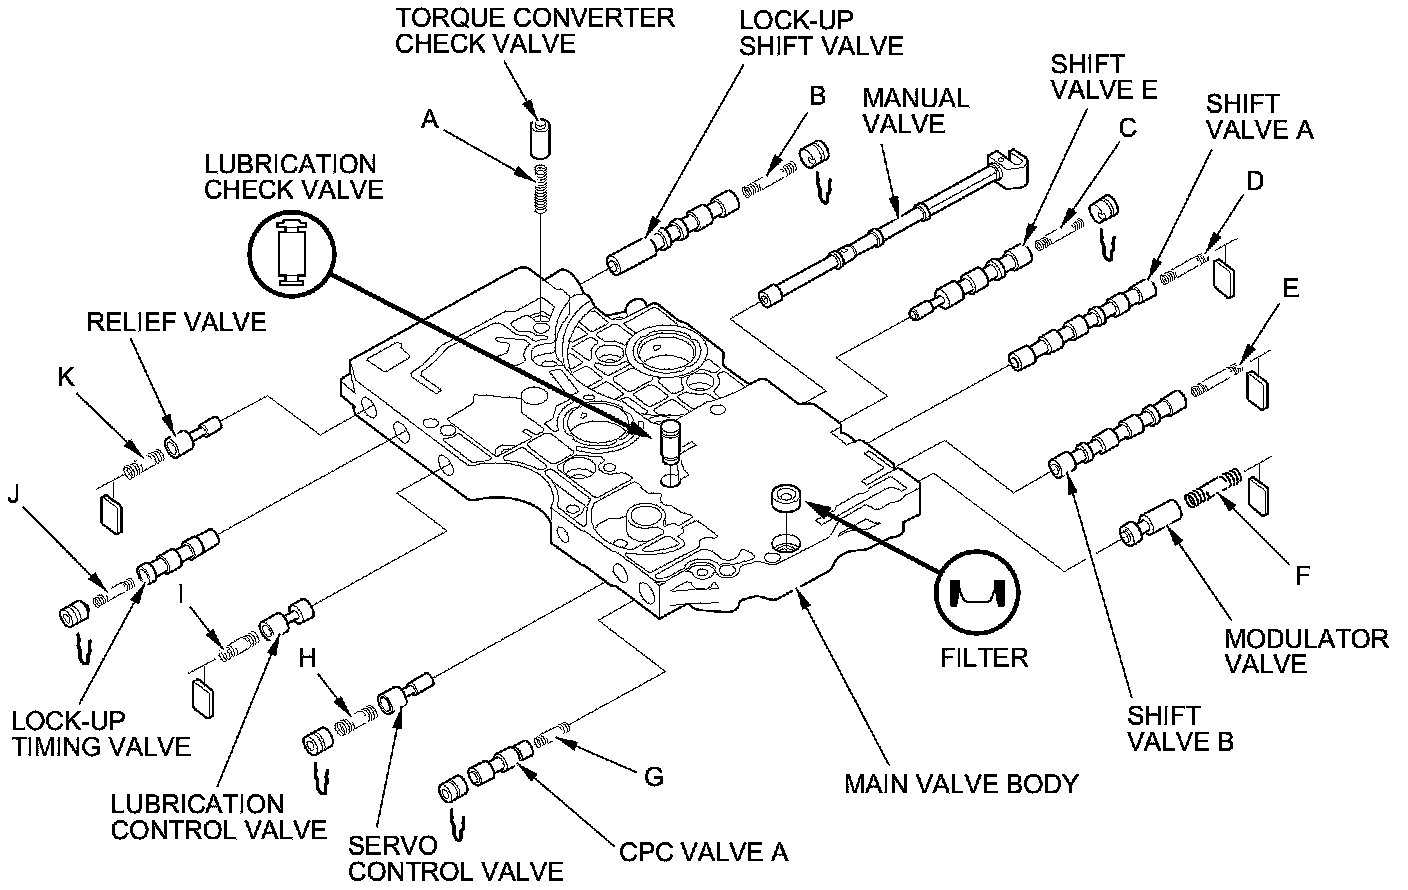 TORQUE CONVERTER
CHECK VALVE
LOCK-UP
SHIFT VALVE
SHIFT
VALVE E
B
MANUAL
VALVE
SHIFT
VALVE A
A
C
LUBRICATION
CHECK VALVE
D
E
RELIEF VALVE
K
J
F
I
MODULATOR
VALVE
H
FILTER
LOCK-UP
TIMING VALVE
SHIFT
VALVE B
G
MAIN VALVE BODY
LUBRICATION
CONTROL VALVE
SERVO
CONTROL VALVE
CPC VALVE A